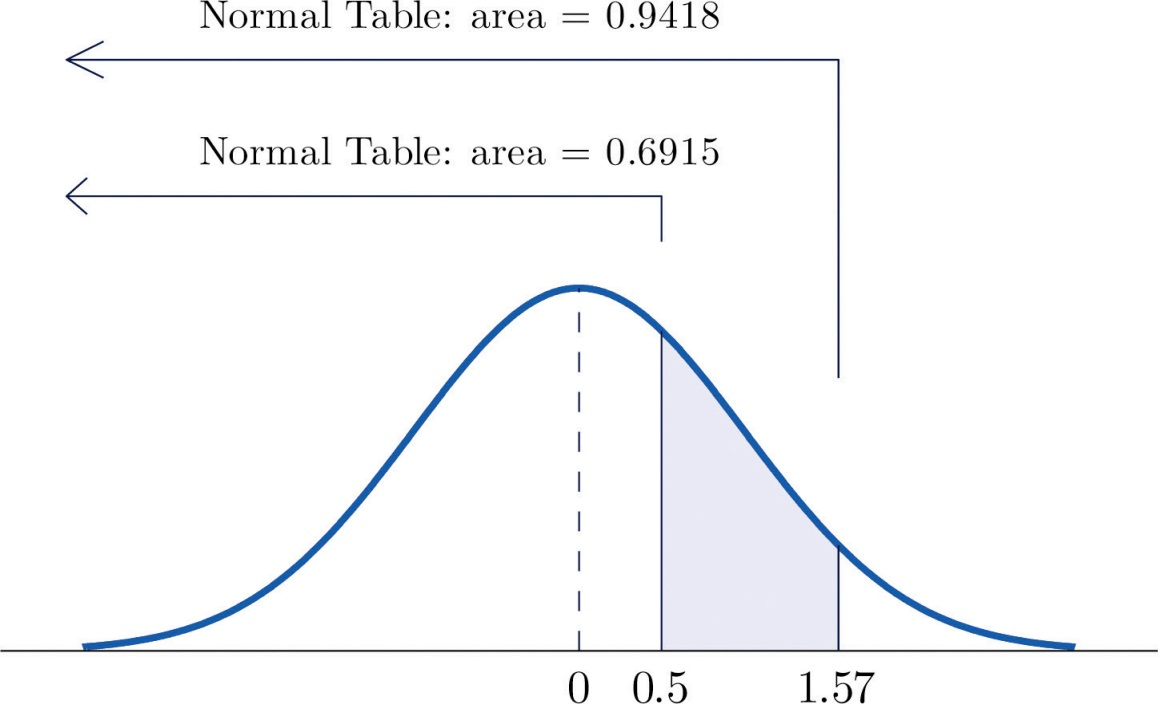 Normal Table: area = 0.9418
Normal Table: area = 0.6915
0 0.5 1.57